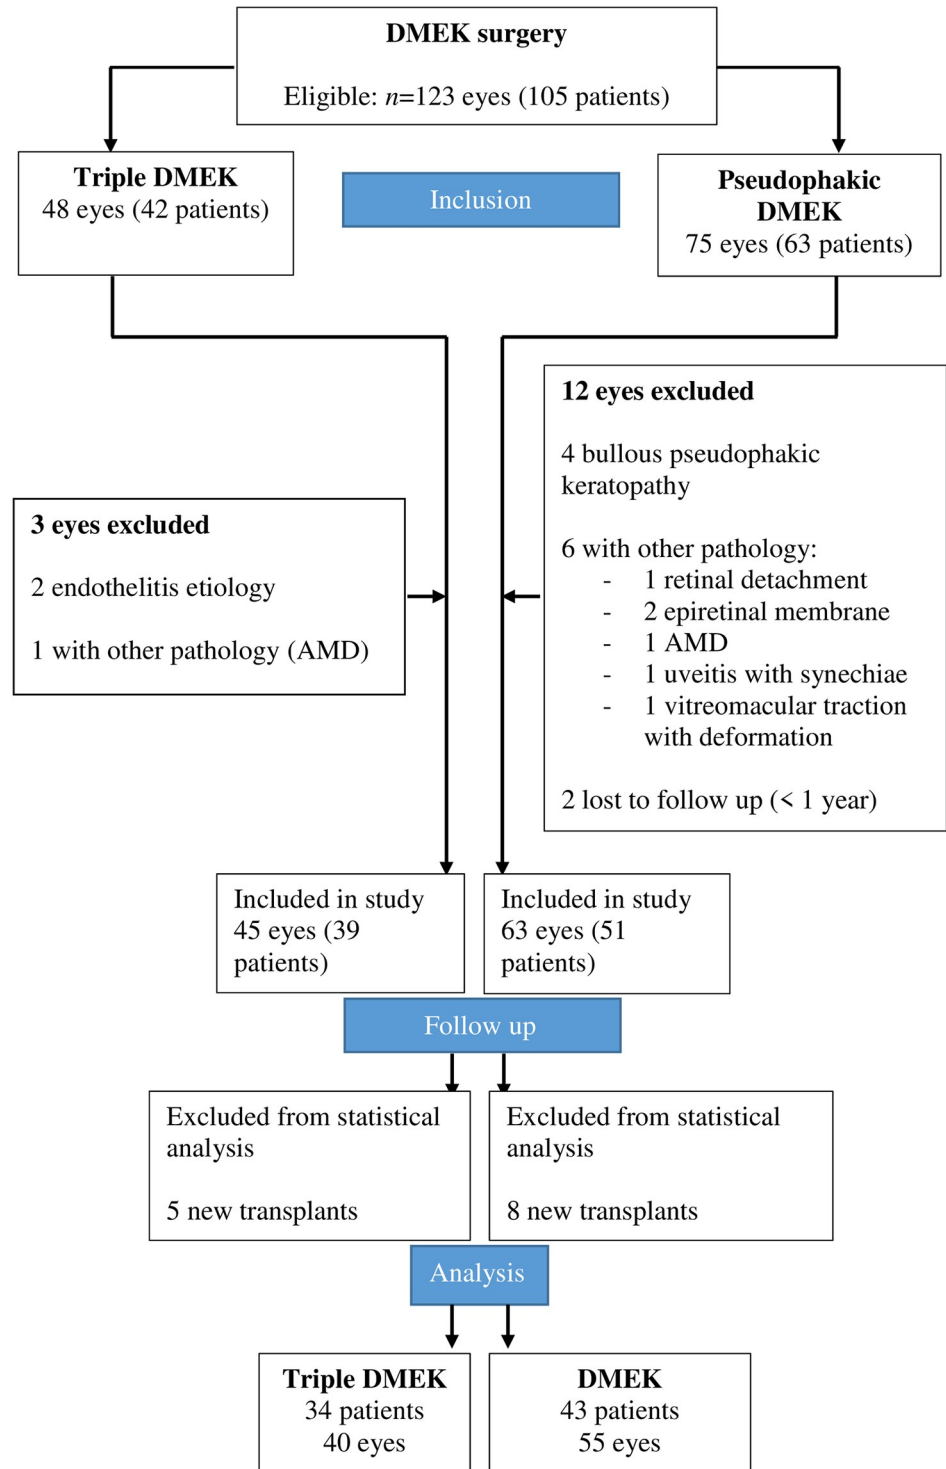 DMEK surgery
Eligible: n=123 eyes (105 patients)
Triple DMEK
48 eyes (42 patients)
Inclusion
Pseudophakic
DMEK
75 eyes (63 patients)
3 eyes excluded
2 endothelitis etiology
1 with other pathology (AMD)
12 eyes excluded
4 bullous pseudophakic
keratopathy
6 with other pathology:
- 1 retinal detachment
- 2 epiretinal membrane
- 1 AMD
- 1 uveitis with synechiae
- 1 vitreomacular traction
with deformation
2 lost to follow up (< 1 year)
Included in study
45 eyes (39
patients)
Included in study
63 eyes (51
patients)
Follow up
Excluded from statistical
analysis
5 new transplants
Excluded from statistical
analysis
8 new transplants
Analysis
Triple DMEK
34 patients
40 eyes
DMEK
43 patients
55 eyes